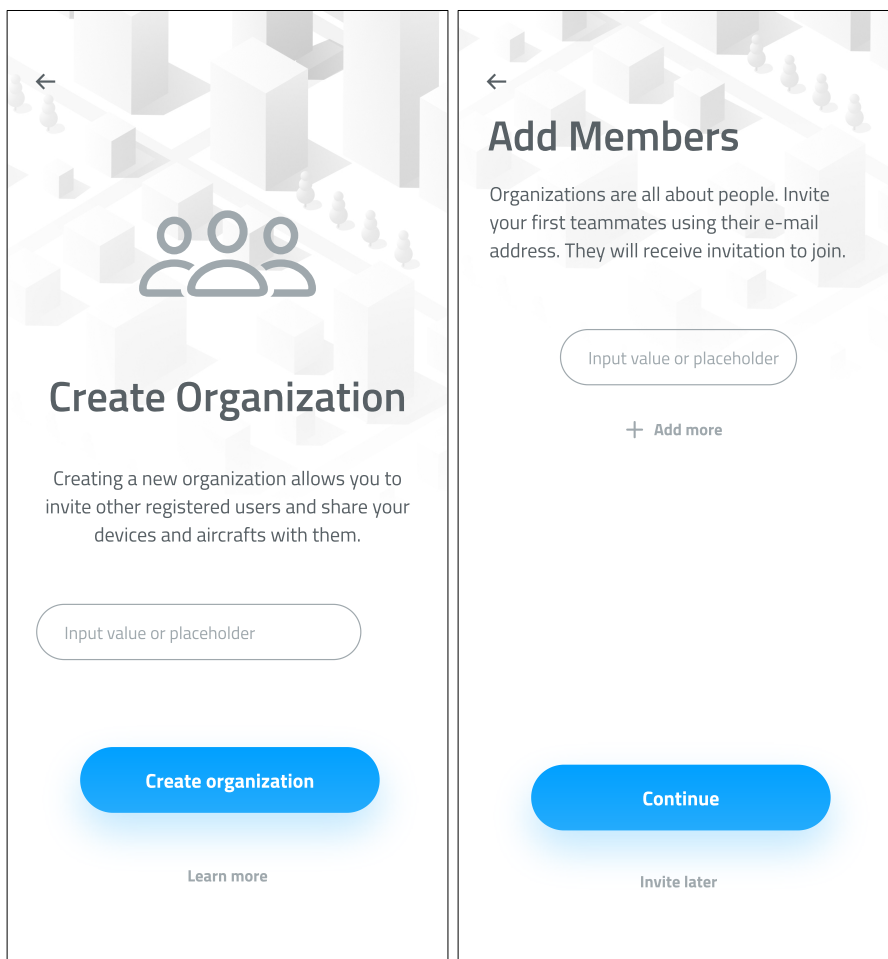 Create Organization
Creating a new organization allows you to
invite other registered users and share your
devices and aircrafts with them.
Input value or placeholder
Create organization
Learn more
Add Members
Organizations are all about people. Invite
your first teammates using their e-mail
address. They will receive invitation to join.
Input value or placeholder
Add more
Continue
Invite later